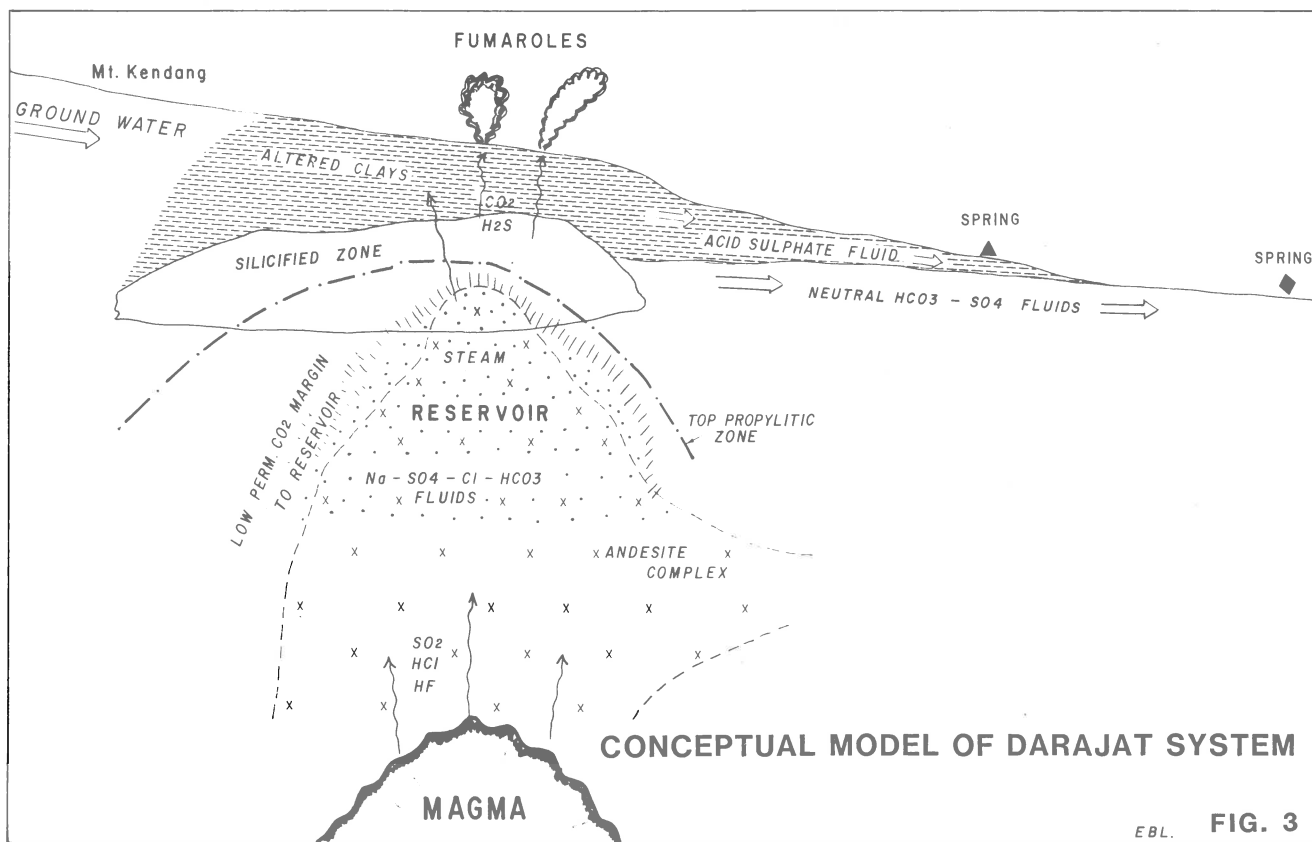 FUMAROLES
Mt. Kendang
GROUND WATER
ALTERED CLAYS
CO2
H2S
SPRING
SILICIFIED ZONE
ACID SULPHATE FLUID
SPRING
NEUTRAL HCO3 - SO4 FLUIDS
STEAM
RESERVOIR
LOW PERM. CO2 MARGIN
TO RESERVOIR
TOP PROPYLITIC
ZONE
Na - SO4 - Cl - HCO3
FLUIDS
ANDESITE
COMPLEX
SO2
HCl
HF
CONCEPTUAL MODEL OF DARAJAT SYSTEM
MAGMA
EBL.
FIG. 3